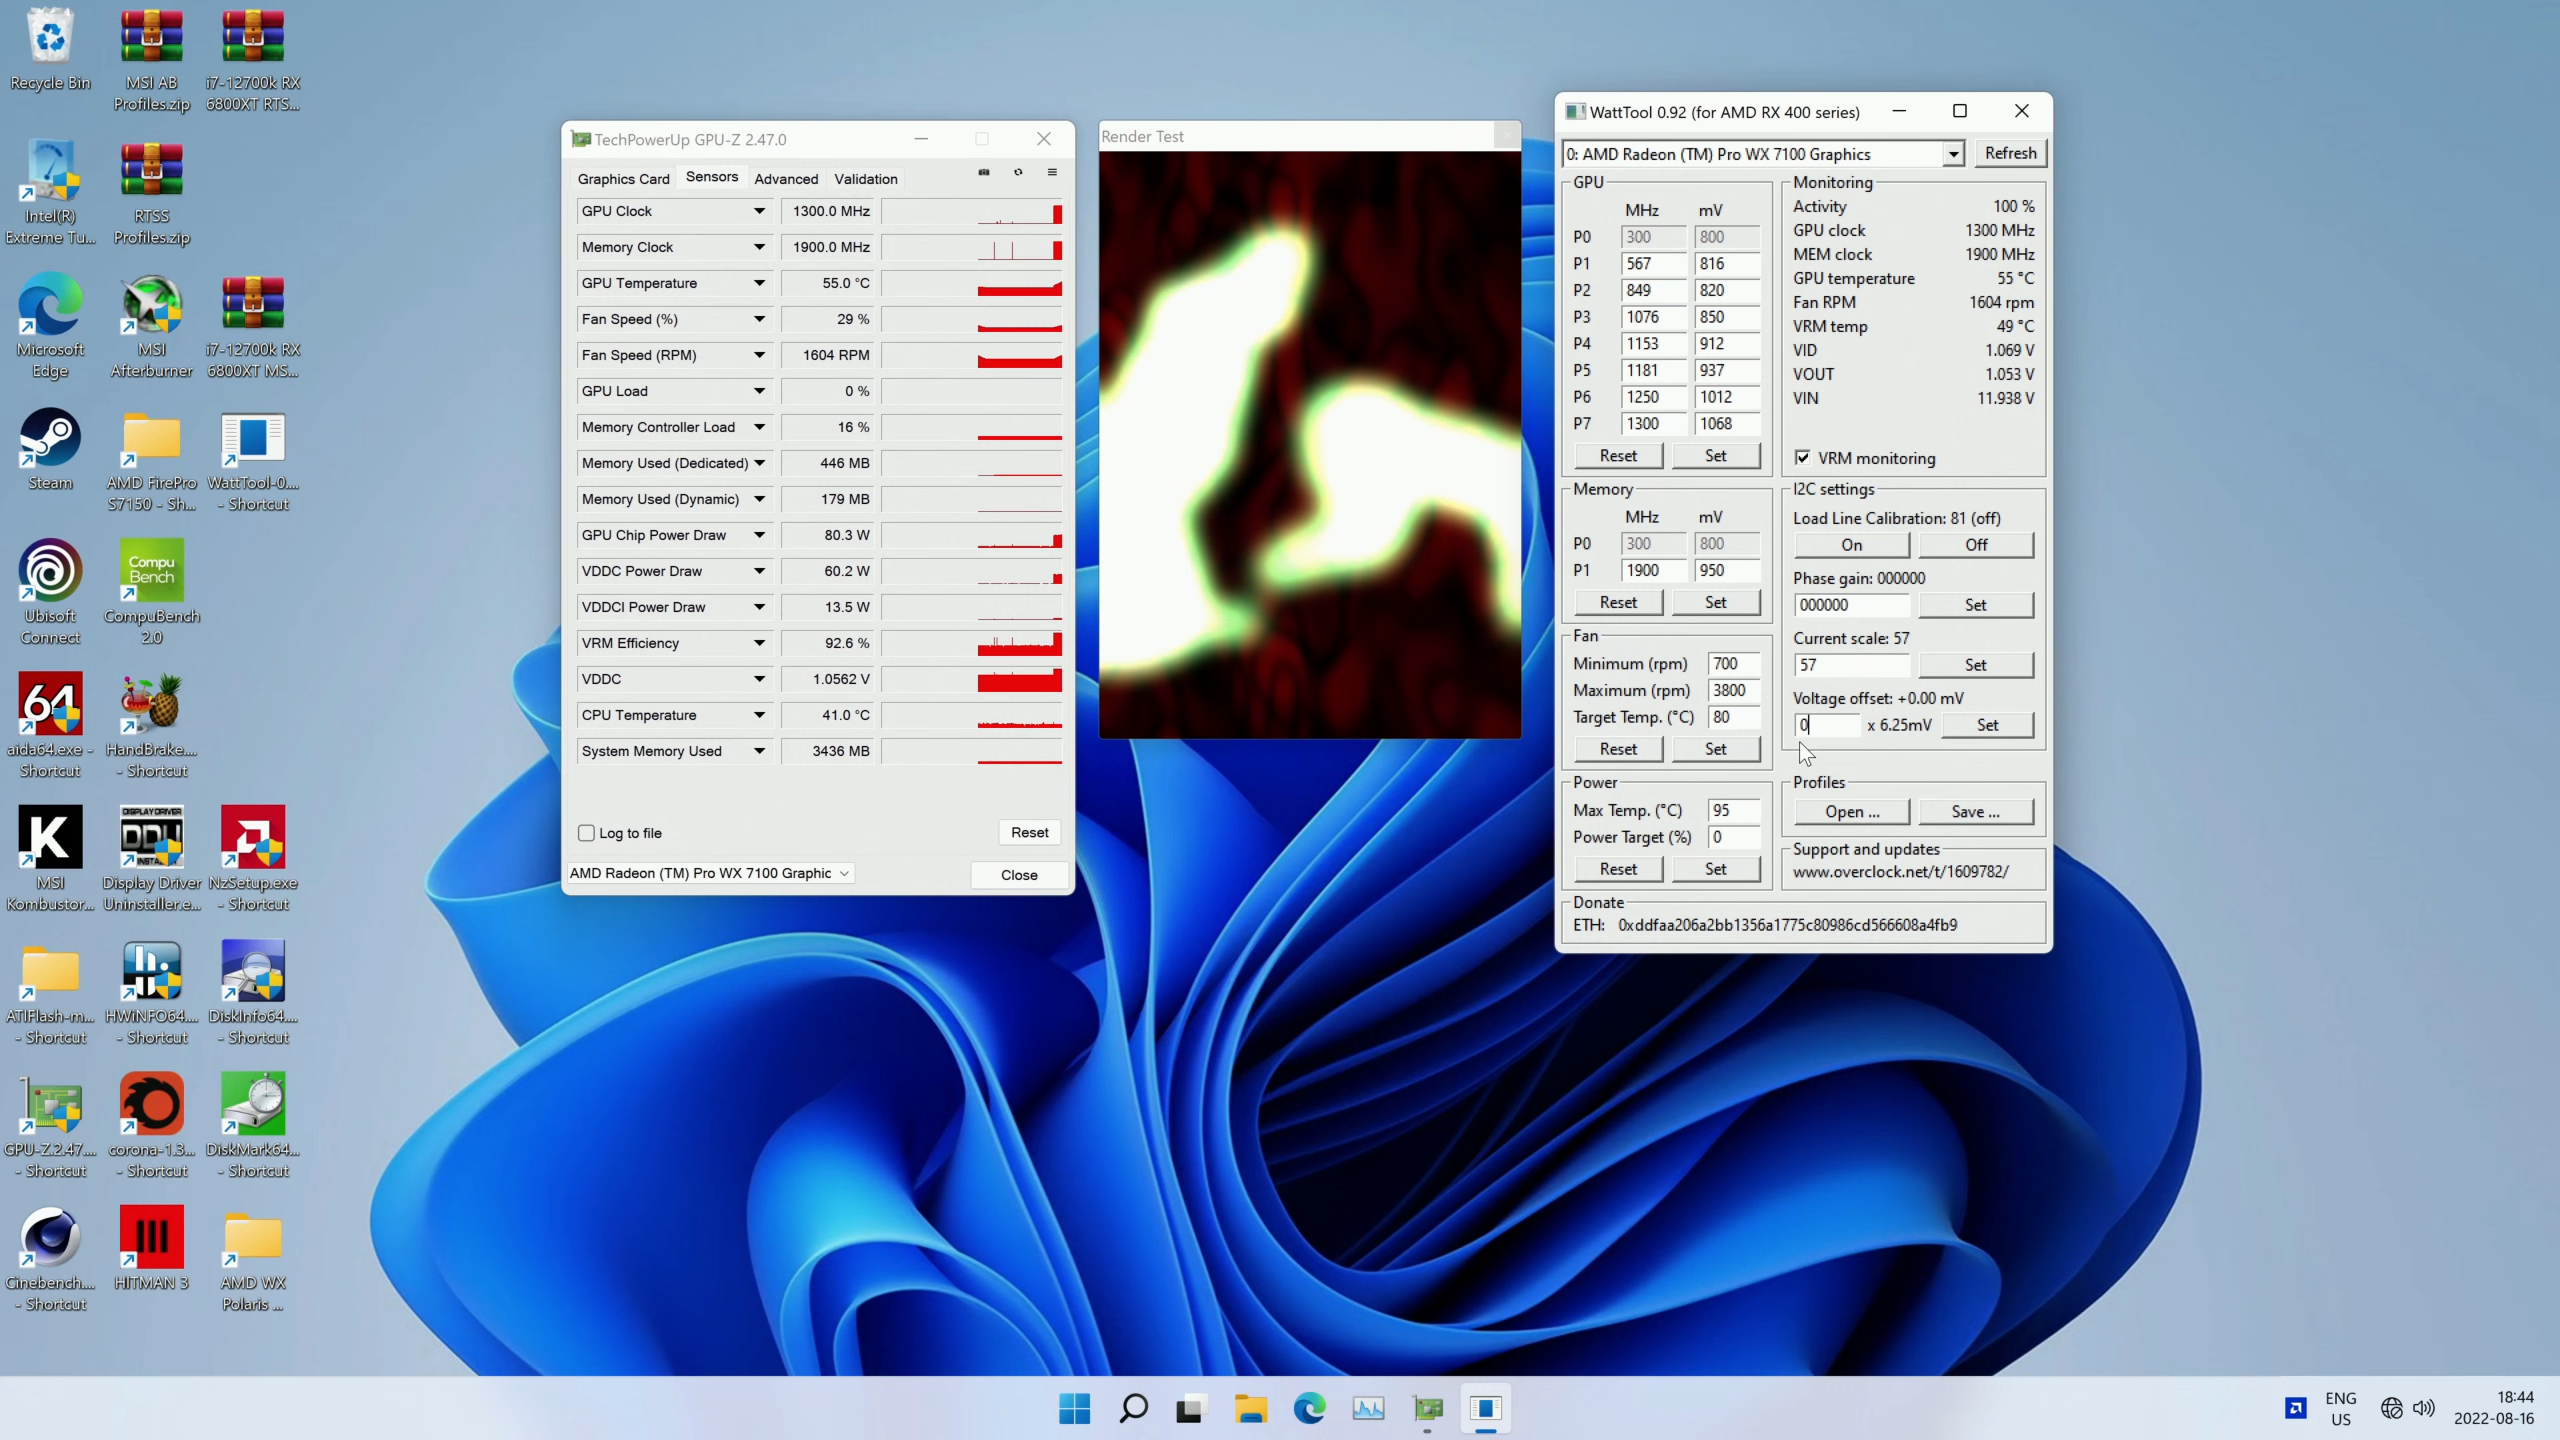 Recycle Bin
MSI AB
Profiles.zip
i7-12700k RX
6800XT RTS...
Intel(R)
Extreme Tu...
RTSS
Profiles.zip
Microsoft
Edge
MSI
Afterburner
i7-12700k RX
6800XT MS...
Steam
AMD FirePro
S7150 - Sh...
WattTool-0....
- Shortcut
Ubisoft
Connect
Compu
Bench
CompuBench
2.0
64
aida64.exe -
Shortcut
HandBrake....
- Shortcut
K
MSI
Kombustor...
DISPLAY DRIVER
DDU
Display Driver
Uninstaller.e...
NzSetup.exe
- Shortcut
ATIFlash-m...
- Shortcut
HWiNFO64....
- Shortcut
DiskInfo64....
- Shortcut
GPU-Z.2.47....
- Shortcut
corona-1.3...
- Shortcut
DiskMark64...
- Shortcut
Cinebench....
- Shortcut
HITMAN 3
AMD WX
Polaris ...
TechPowerUp GPU-Z 2.47.0
Graphics Card Sensors Advanced Validation
GPU Clock 1300.0 MHz
Memory Clock 1900.0 MHz
GPU Temperature 55.0 °C
Fan Speed (%) 29 %
Fan Speed (RPM) 1604 RPM
GPU Load 0 %
Memory Controller Load 16 %
Memory Used (Dedicated) 446 MB
Memory Used (Dynamic) 179 MB
GPU Chip Power Draw 80.3 W
VDDC Power Draw 60.2 W
VDDCI Power Draw 13.5 W
VRM Efficiency 92.6 %
VDDC 1.0562 V
CPU Temperature 41.0 °C
System Memory Used 3436 MB
Log to file Reset
AMD Radeon (TM) Pro WX 7100 Graphic Close
Render Test
WattTool 0.92 (for AMD RX 400 series)
0: AMD Radeon (TM) Pro WX 7100 Graphics Refresh
GPU
MHz mV
P0 300 800
P1 567 816
P2 849 820
P3 1076 850
P4 1153 912
P5 1181 937
P6 1250 1012
P7 1300 1068
Reset Set
Memory
MHz mV
P0 300 800
P1 1900 950
Reset Set
Fan
Minimum (rpm) 700
Maximum (rpm) 3800
Target Temp. (°C) 80
Reset Set
Power
Max Temp. (°C) 95
Power Target (%) 0
Reset Set
Monitoring
Activity 100 %
GPU clock 1300 MHz
MEM clock 1900 MHz
GPU temperature 55 °C
Fan RPM 1604 rpm
VRM temp 49 °C
VID 1.069 V
VOUT 1.053 V
VIN 11.938 V
VRM monitoring
I2C settings
Load Line Calibration: 81 (off)
On Off
Phase gain: 000000
000000 Set
Current scale: 57
57 Set
Voltage offset: +0.00 mV
0 x 6.25mV Set
Profiles
Open ... Save ...
Support and updates
www.overclock.net/t/1609782/
Donate
ETH: 0xddfaa206a2bb1356a1775c80986cd566608a4fb9
ENG
US
18:44
2022-08-16